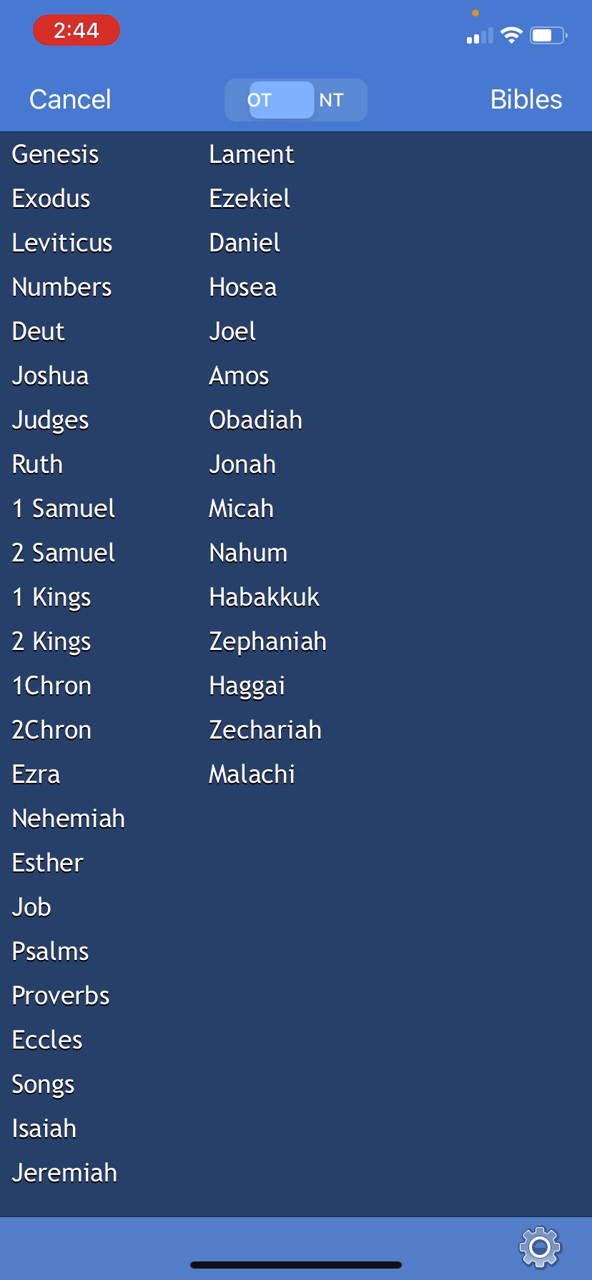 2:44
Cancel
OT NT
Bibles
Genesis
Exodus
Leviticus
Numbers
Deut
Joshua
Judges
Ruth
1 Samuel
2 Samuel
1 Kings
2 Kings
1Chron
2Chron
Ezra
Nehemiah
Esther
Job
Psalms
Proverbs
Eccles
Songs
Isaiah
Jeremiah
Lament
Ezekiel
Daniel
Hosea
Joel
Amos
Obadiah
Jonah
Micah
Nahum
Habakkuk
Zephaniah
Haggai
Zechariah
Malachi